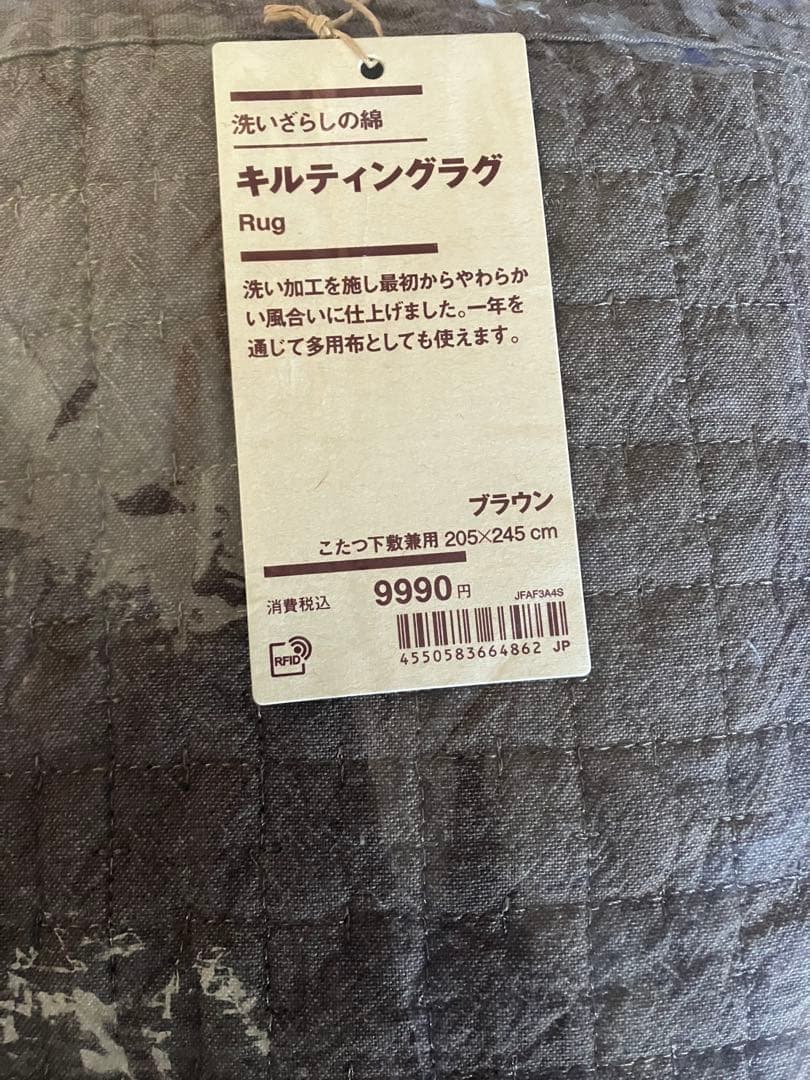 洗いざらしの綿
キルティングラグ
Rug
洗い加工を施し最初からやわらか
い風合いに仕上げました。一年を
通じて多用布としても使えます。
ブラウン
こたつ下敷兼用 205×245 cm
消費税込 9990円 JFAF3A4S
4550583664862 JP
RFID